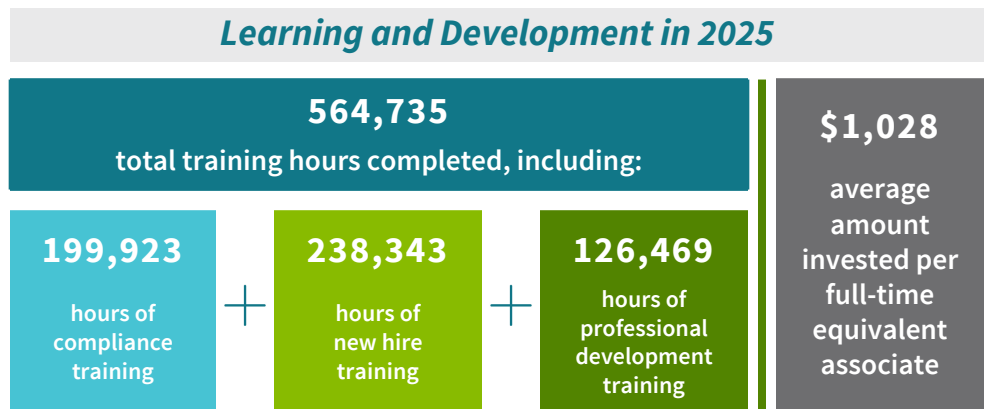 Learning and Development in 2025
564,735
total training hours completed, including:
199,923
hours of
compliance
training
+
238,343
hours of
new hire
training
+
126,469
hours of
professional
development
training
$1,028
average
amount
invested per
full-time
equivalent
associate